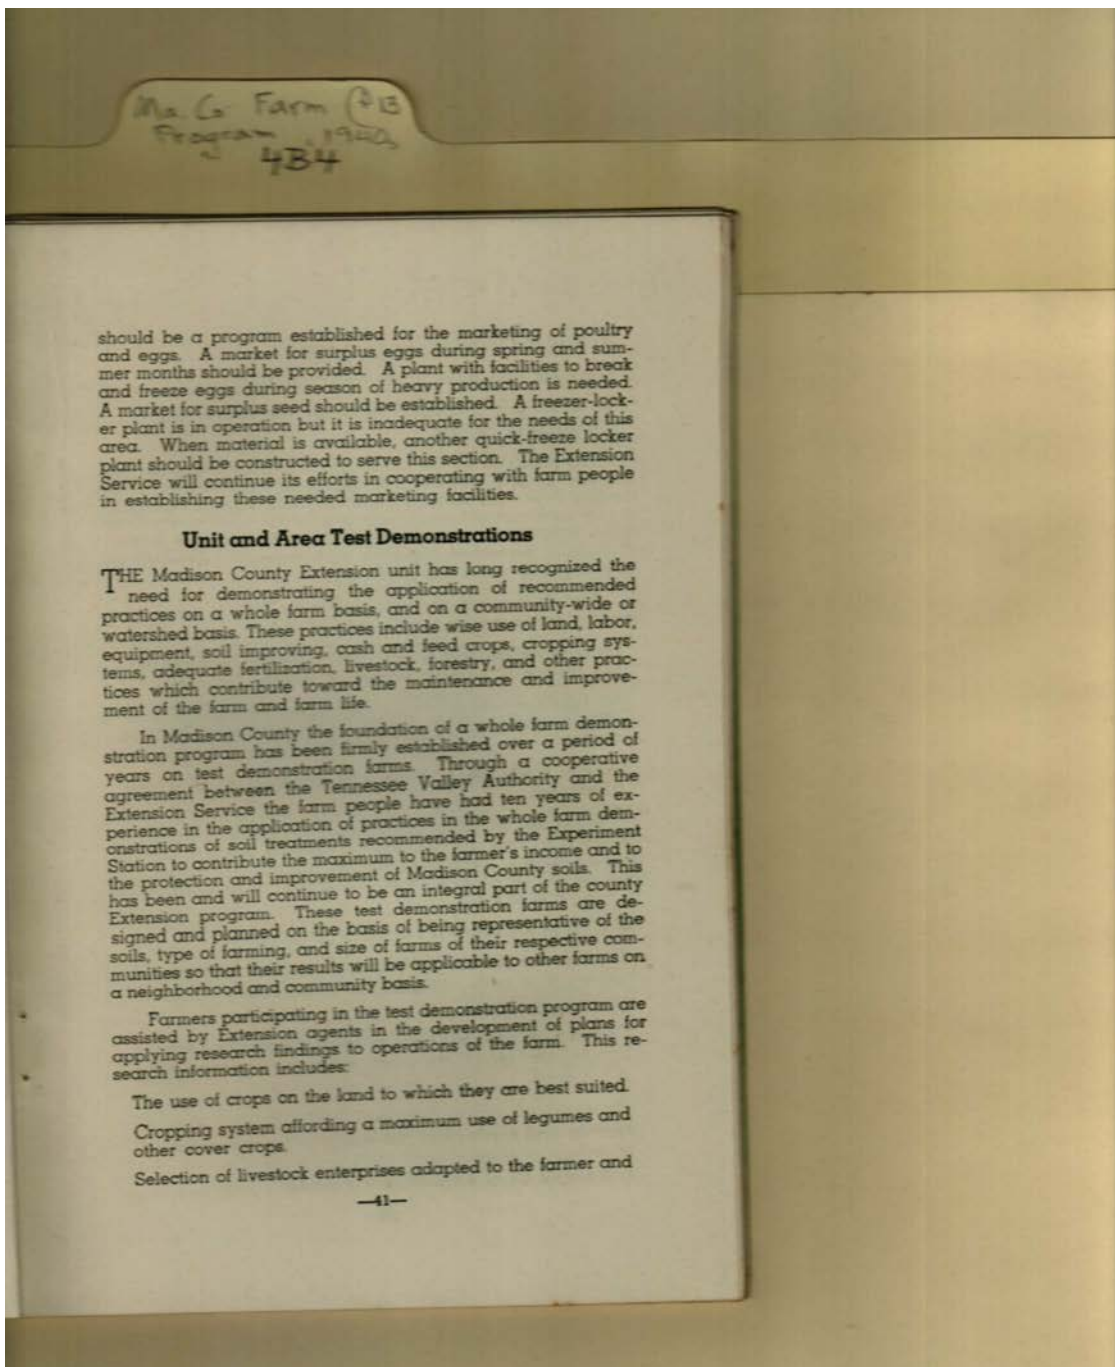 Ma. Co Farm
Program 1940s
4B4
should be a program established for the marketing of poultry
and eggs. A market for surplus eggs during spring and sum-
mer months should be provided. A plant with facilities to break
and freeze eggs during season of heavy production is needed.
A market for surplus seed should be established. A freezer-lock-
er plant is in operation but it is inadequate for the needs of this
area. When material is available, another quick-freeze locker
plant should be constructed to serve this section. The Extension
Service will continue its efforts in cooperating with farm people
in establishing these needed marketing facilities.
Unit and Area Test Demonstrations
THE Madison County Extension unit has long recognized the
need for demonstrating the application of recommended
practices on a whole farm basis, and on a community-wide or
watershed basis. These practices include wise use of land, labor,
equipment, soil improving, cash and feed crops, cropping sys-
tems, adequate fertilization, livestock, forestry, and other prac-
tices which contribute toward the maintenance and improve-
ment of the farm and farm life.
In Madison County the foundation of a whole farm demon-
stration program has been firmly established over a period of
years on test demonstration farms. Through a cooperative
agreement between the Tennessee Valley Authority and the
Extension Service the farm people have had ten years of ex-
perience in the application of practices in the whole farm dem-
onstrations of soil treatments recommended by the Experiment
Station to contribute the maximum to the farmer's income and to
the protection and improvement of Madison County soils. This
has been and will continue to be an integral part of the county
Extension program. These test demonstration farms are de-
signed and planned on the basis of being representative of the
soils, type of farming, and size of farms of their respective com-
munities so that their results will be applicable to other farms on
a neighborhood and community basis.
Farmers participating in the test demonstration program are
assisted by Extension agents in the development of plans for
applying research findings to operations of the farm. This re-
search information includes:
The use of crops on the land to which they are best suited.
Cropping system affording a maximum use of legumes and
other cover crops.
Selection of livestock enterprises adapted to the farmer and
—41—